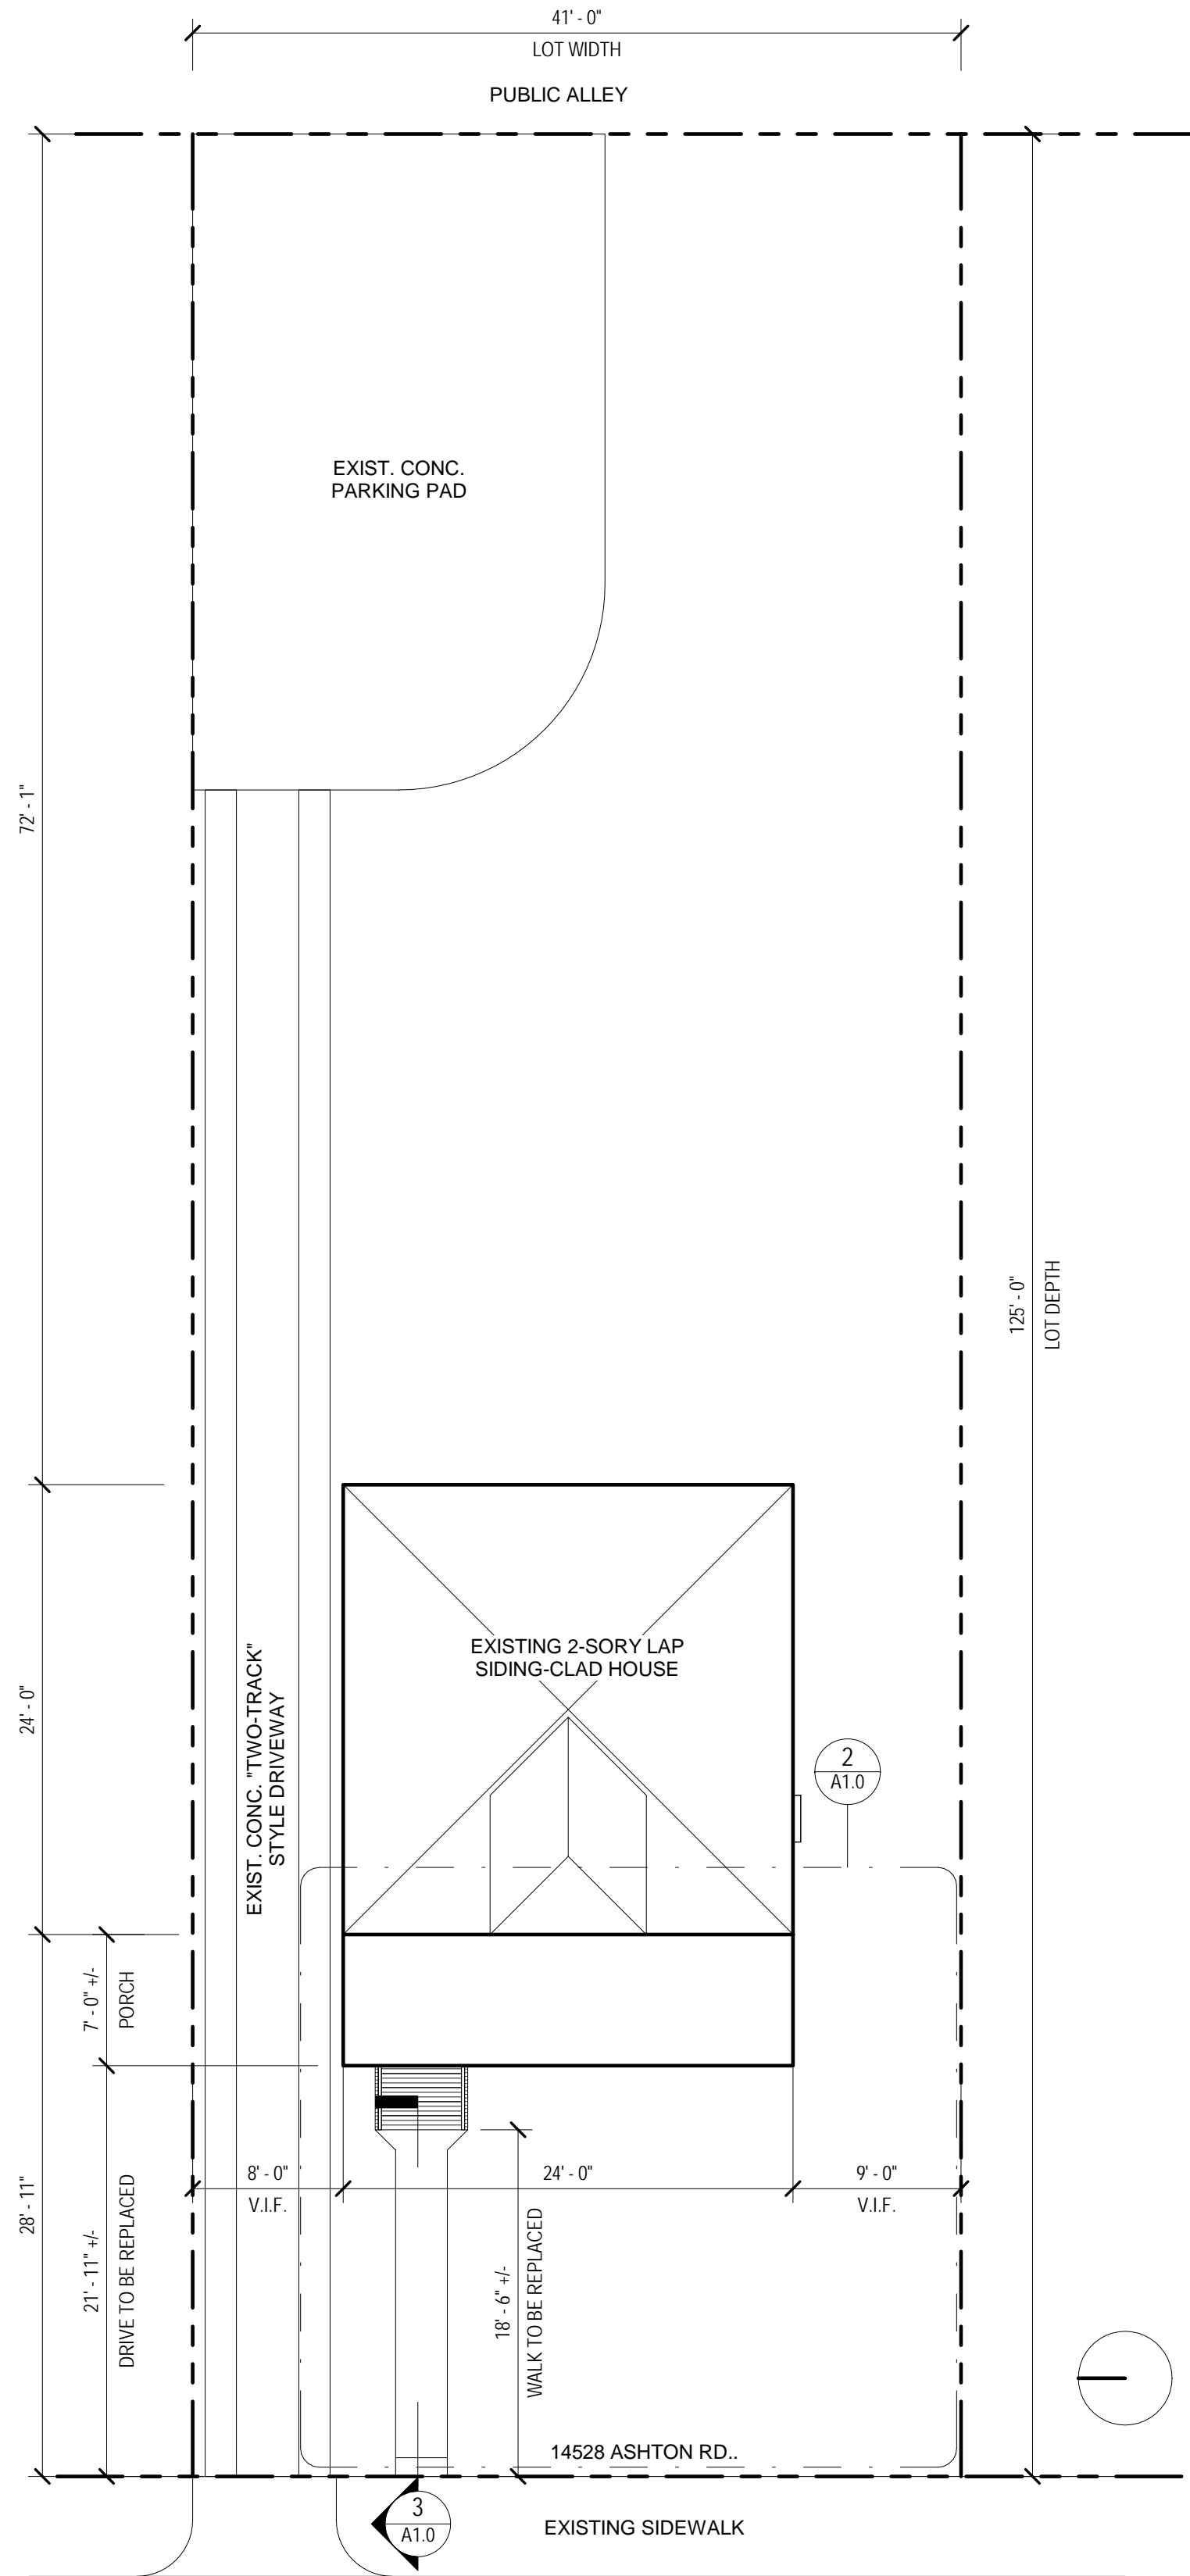 41' - 0"
LOT WIDTH
PUBLIC ALLEY
EXIST. CONC.
PARKING PAD
72' - 1"
125' - 0"
LOT DEPTH
EXISTING 2-SORY LAP
SIDING-CLAD HOUSE
24' - 0"
EXIST. CONC. "TWO-TRACK"
STYLE DRIVEWAY
2
A1.0
7' - 0" +/-
PORCH
28' - 11"
21' - 11" +/-
DRIVE TO BE REPLACED
8' - 0"
V.I.F.
24' - 0"
9' - 0"
V.I.F.
18' - 6" +/-
WALK TO BE REPLACED
14528 ASHTON RD..
3
A1.0
EXISTING SIDEWALK